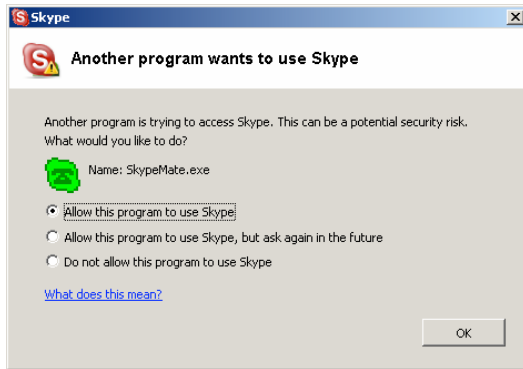 Skype
Another program wants to use Skype
Another program is trying to access Skype. This can be a potential security risk.
What would you like to do?
Name: SkypeMate.exe
Allow this program to use Skype
Allow this program to use Skype, but ask again in the future
Do not allow this program to use Skype
What does this mean?
OK